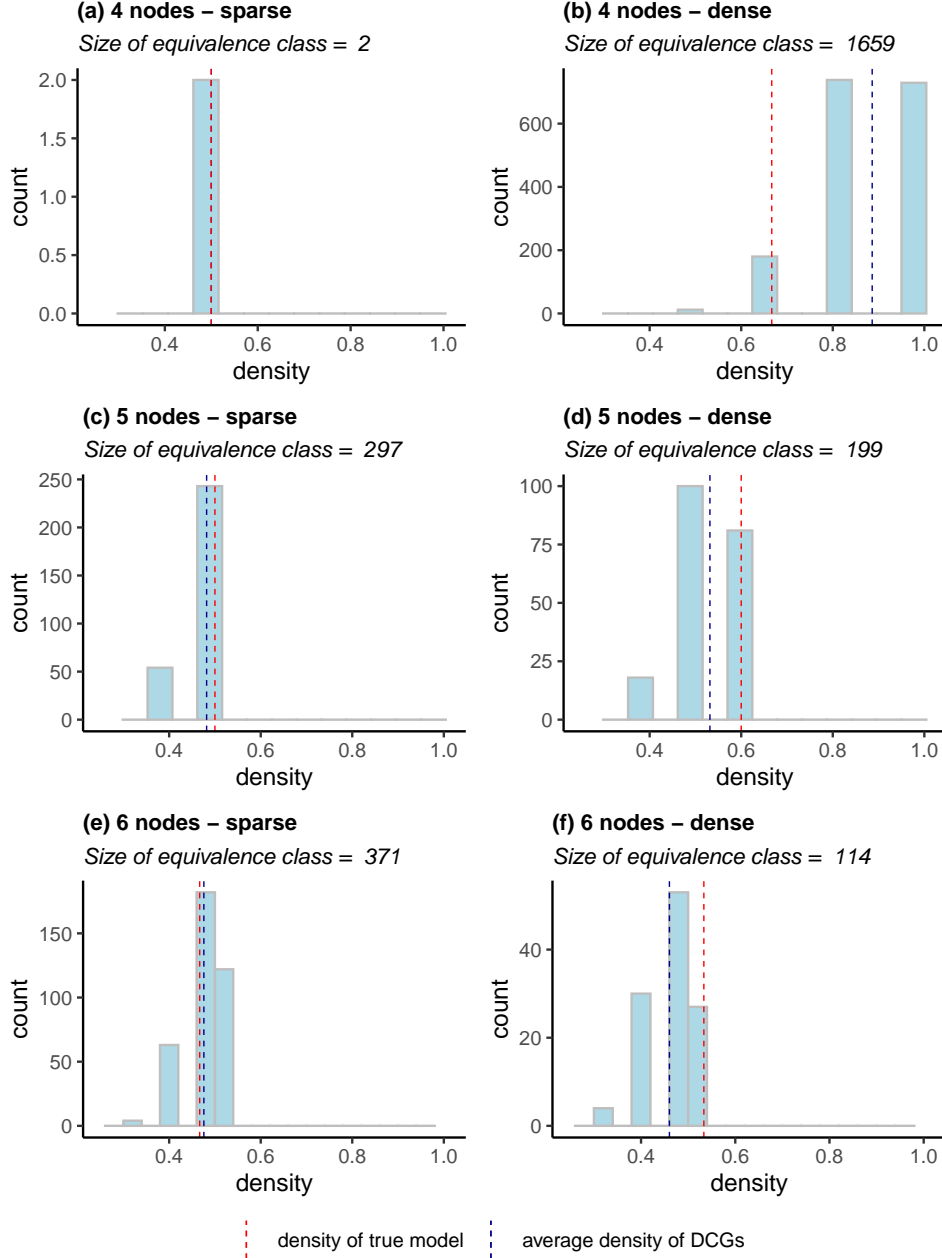 (a) 4 nodes − sparse
Size of equivalence class = 2
2.0
1.5
1.0
0.5
0.0
count
0.4 0.6 0.8 1.0
density
(b) 4 nodes − dense
Size of equivalence class = 1659
600
400
200
0
count
0.4 0.6 0.8 1.0
density
(c) 5 nodes − sparse
Size of equivalence class = 297
250
200
150
100
50
0
count
0.4 0.6 0.8 1.0
density
(d) 5 nodes − dense
Size of equivalence class = 199
100
75
50
25
0
count
0.4 0.6 0.8 1.0
density
(e) 6 nodes − sparse
Size of equivalence class = 371
150
100
50
0
count
0.4 0.6 0.8 1.0
density
(f) 6 nodes − dense
Size of equivalence class = 114
40
20
0
count
0.4 0.6 0.8 1.0
density
density of true model
average density of DCGs